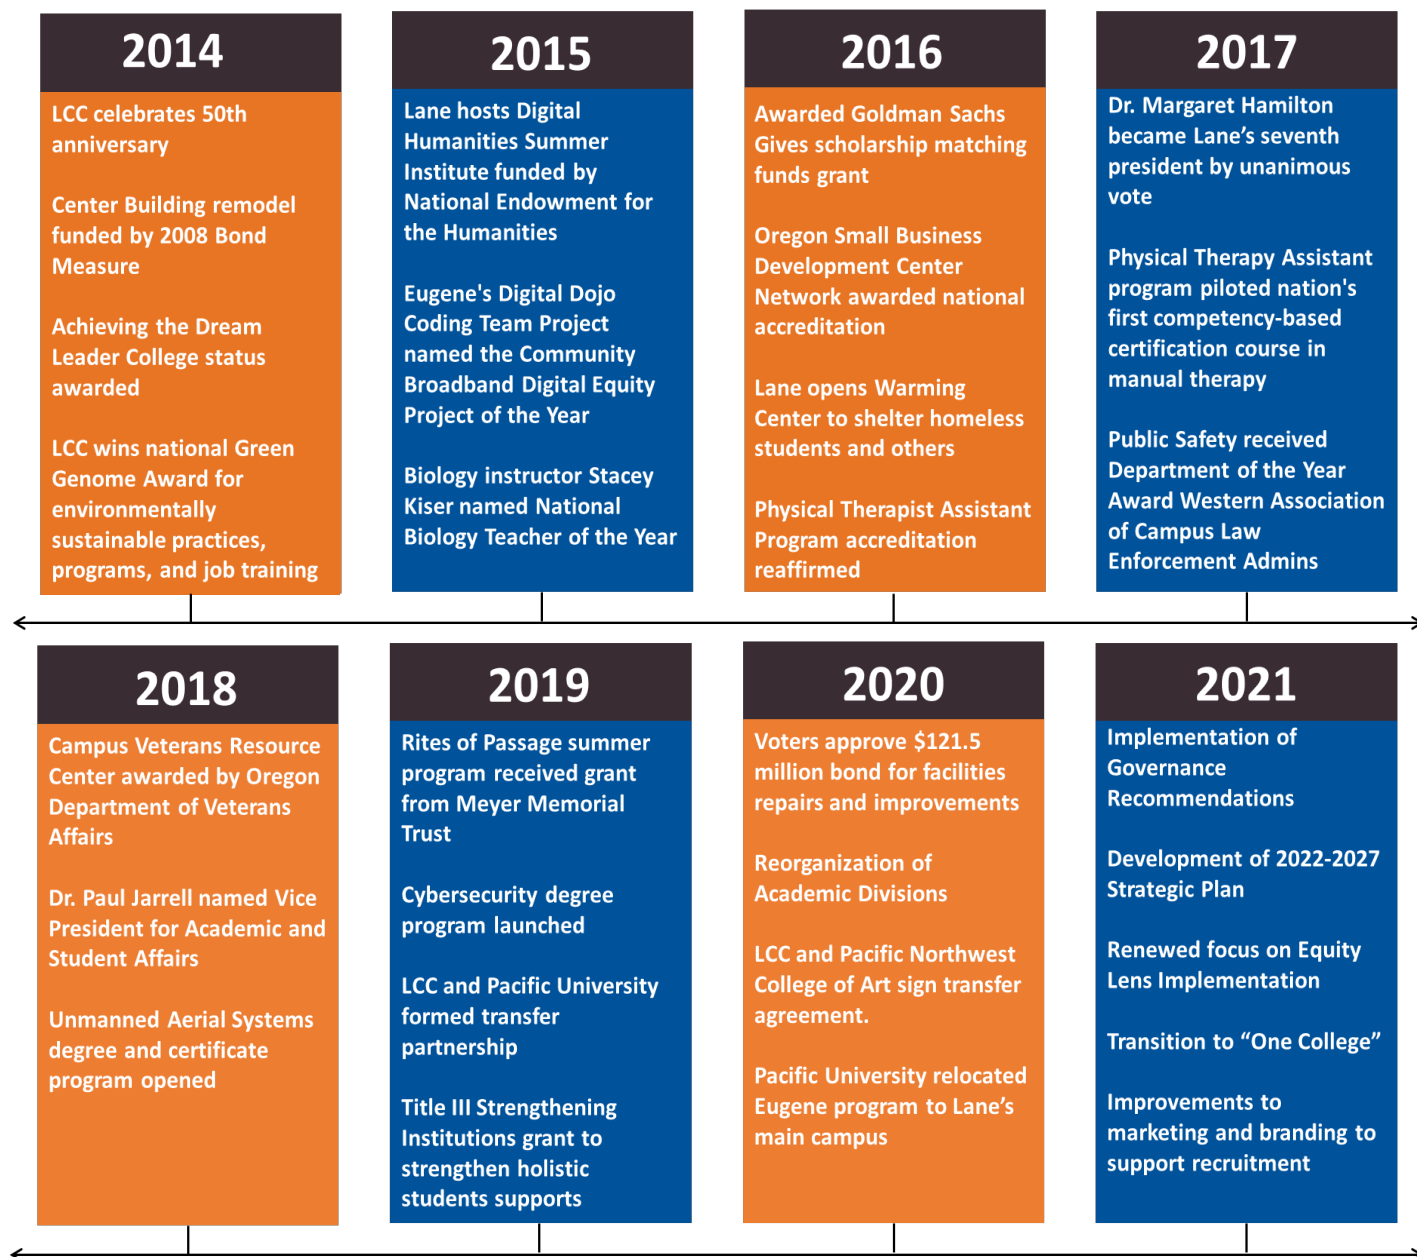 2014
LCC celebrates 50th
anniversary
Center Building remodel
funded by 2008 Bond
Measure
Achieving the Dream
Leader College status
awarded
LCC wins national Green
Genome Award for
environmentally
sustainable practices,
programs, and job training
2015
Lane hosts Digital
Humanities Summer
Institute funded by
National Endowment for
the Humanities
Eugene's Digital Dojo
Coding Team Project
named the Community
Broadband Digital Equity
Project of the Year
Biology instructor Stacey
Kiser named National
Biology Teacher of the Year
2016
Awarded Goldman Sachs
Gives scholarship matching
funds grant
Oregon Small Business
Development Center
Network awarded national
accreditation
Lane opens Warming
Center to shelter homeless
students and others
Physical Therapist Assistant
Program accreditation
reaffirmed
2017
Dr. Margaret Hamilton
became Lane’s seventh
president by unanimous
vote
Physical Therapy Assistant
program piloted nation's
first competency-based
certification course in
manual therapy
Public Safety received
Department of the Year
Award Western Association
of Campus Law
Enforcement Admins
2018
Campus Veterans Resource
Center awarded by Oregon
Department of Veterans
Affairs
Dr. Paul Jarrell named Vice
President for Academic and
Student Affairs
Unmanned Aerial Systems
degree and certificate
program opened
2019
Rites of Passage summer
program received grant
from Meyer Memorial
Trust
Cybersecurity degree
program launched
LCC and Pacific University
formed transfer
partnership
Title III Strengthening
Institutions grant to
strengthen holistic
students supports
2020
Voters approve $121.5
million bond for facilities
repairs and improvements
Reorganization of
Academic Divisions
LCC and Pacific Northwest
College of Art sign transfer
agreement.
Pacific University relocated
Eugene program to Lane’s
main campus
2021
Implementation of
Governance
Recommendations
Development of 2022-2027
Strategic Plan
Renewed focus on Equity
Lens Implementation
Transition to “One College”
Improvements to
marketing and branding to
support recruitment